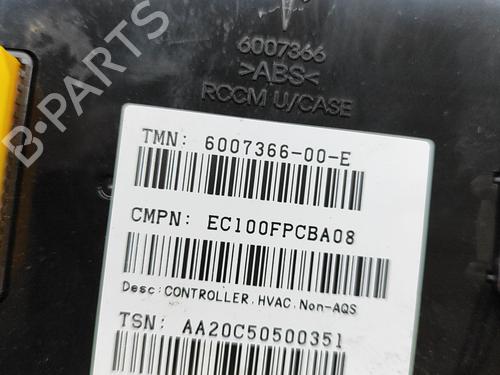 6007366
>ABS<
RCCM U/CASE
TMN: 6007366-00-E
CMPN: EC100FPCBA08
Desc:CONTROLLER,HVAC,Non-AQS
TSN: AA20C50500351
B-PARTS